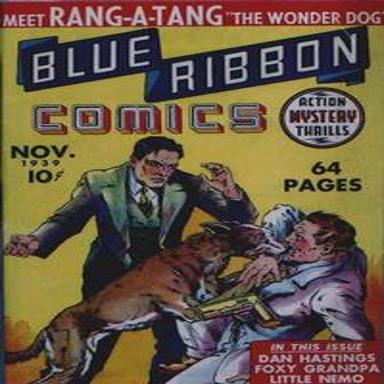 MEET RANG-A-TANG "THE WONDER DOG
BLUE
RIBBON
COMICS
ACTION
MYSTERY
THRILLS
NOV.
1939
10¢
64
PAGES
IN THIS ISSUE
DAN HASTINGS
FOXY GRANDPA
LITTLE NEMO